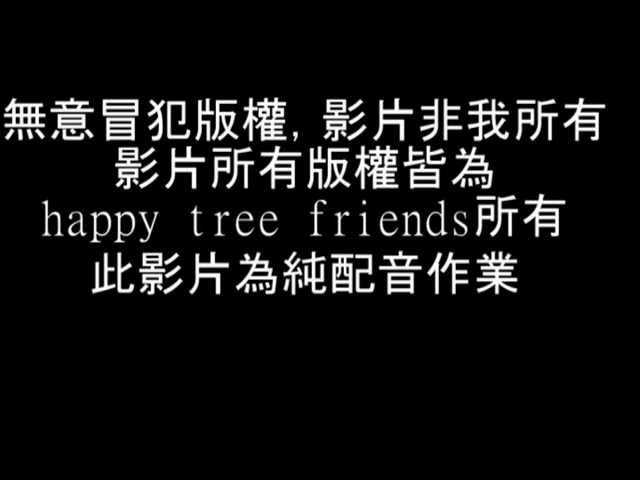 無意冒犯版權, 影片非我所有
影片所有版權皆為
happy tree friends所有
此影片為純配音作業